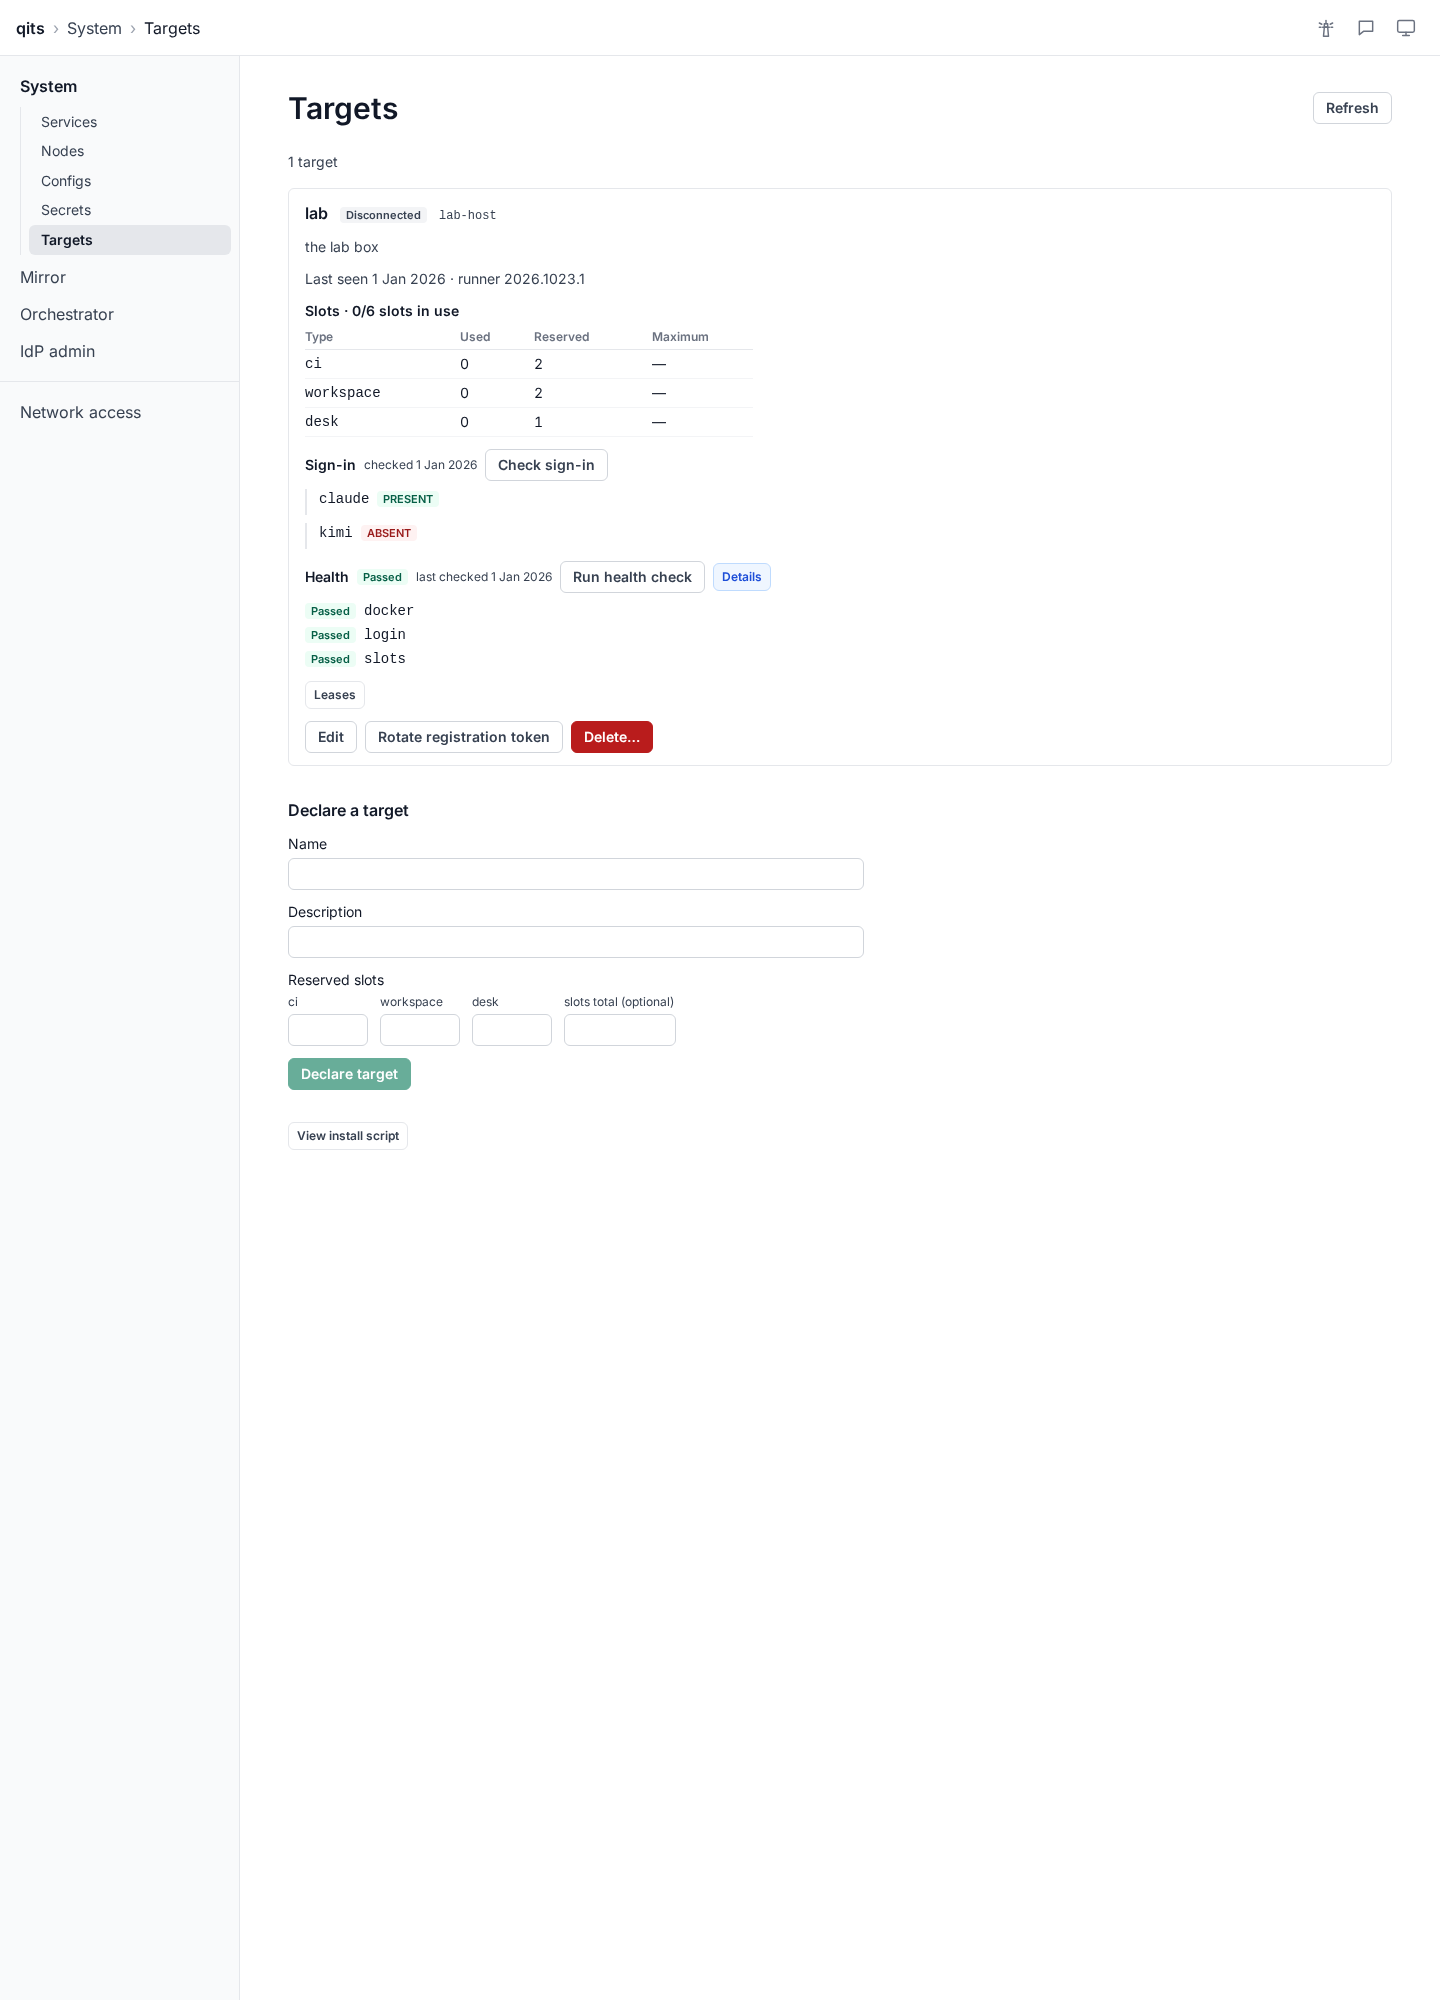 qits › System › Targets
System
Services
Nodes
Configs
Secrets
Targets
Mirror
Orchestrator
IdP admin
Network access
Targets
Refresh
1 target
lab Disconnected lab-host
the lab box
Last seen 1 Jan 2026 · runner 2026.1023.1
Slots · 0/6 slots in use
Type Used Reserved Maximum
ci 0 2 —
workspace 0 2 —
desk 0 1 —
Sign-in checked 1 Jan 2026 Check sign-in
claude PRESENT
kimi ABSENT
Health Passed last checked 1 Jan 2026 Run health check Details
Passed docker
Passed login
Passed slots
Leases
Edit Rotate registration token Delete...
Declare a target
Name
Description
Reserved slots
ci workspace desk slots total (optional)
Declare target
View install script